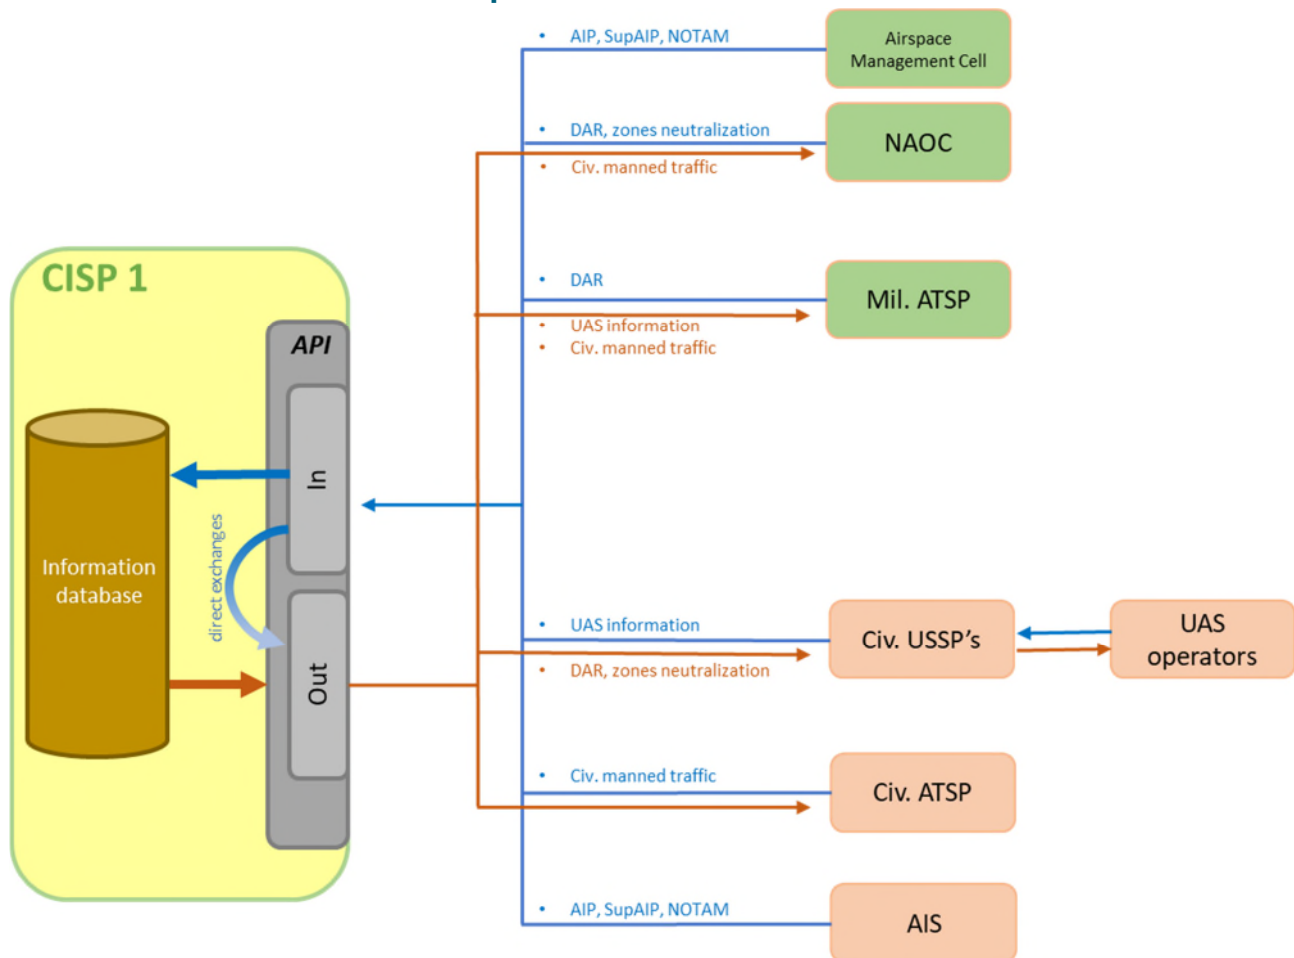 • AIP, SupAIP, NOTAM
Airspace
Management Cell
• DAR, zones neutralization
NAOC
• Civ. manned traffic
CISP 1
• DAR
Mil. ATSP
• UAS information
• Civ. manned traffic
API
In
direct exchanges
Information
database
Out
• UAS information
Civ. USSP's
UAS
operators
• DAR, zones neutralization
• Civ. manned traffic
Civ. ATSP
• AIP, SupAIP, NOTAM
AIS